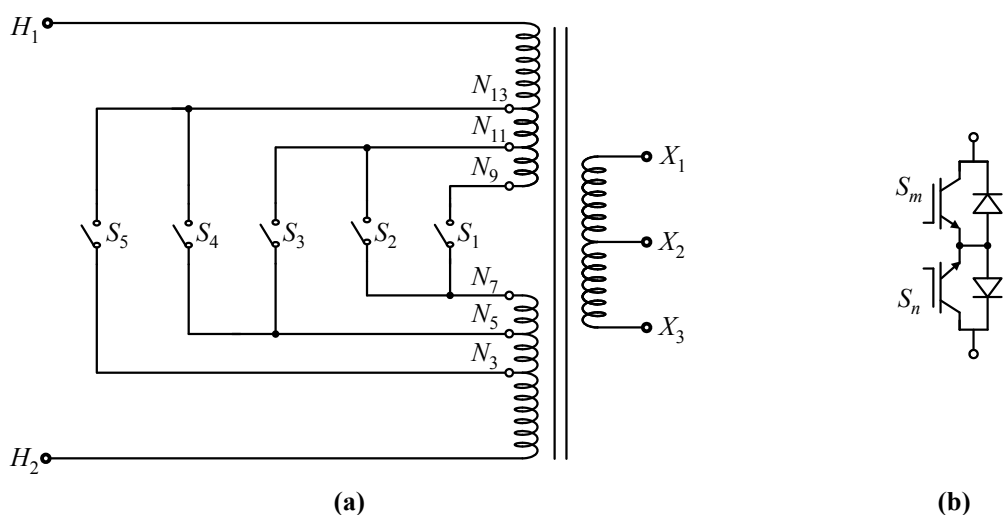 H₁
N₁₃
N₁₁
N₉
X₁
S₅
S₄
S₃
S₂
S₁
X₂
N₇
N₅
X₃
N₃
H₂
(a)
Sₘ
Sₙ
(b)